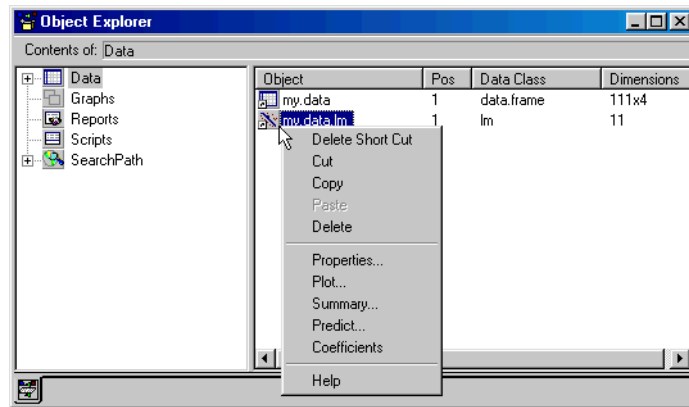 Object Explorer
Contents of: Data
Data
Graphs
Reports
Scripts
SearchPath
Object Pos Data Class Dimensions
my.data 1 data.frame 111x4
my.data.lm 1 lm 11
Delete Short Cut
Cut
Copy
Paste
Delete
Properties...
Plot...
Summary...
Predict...
Coefficients
Help